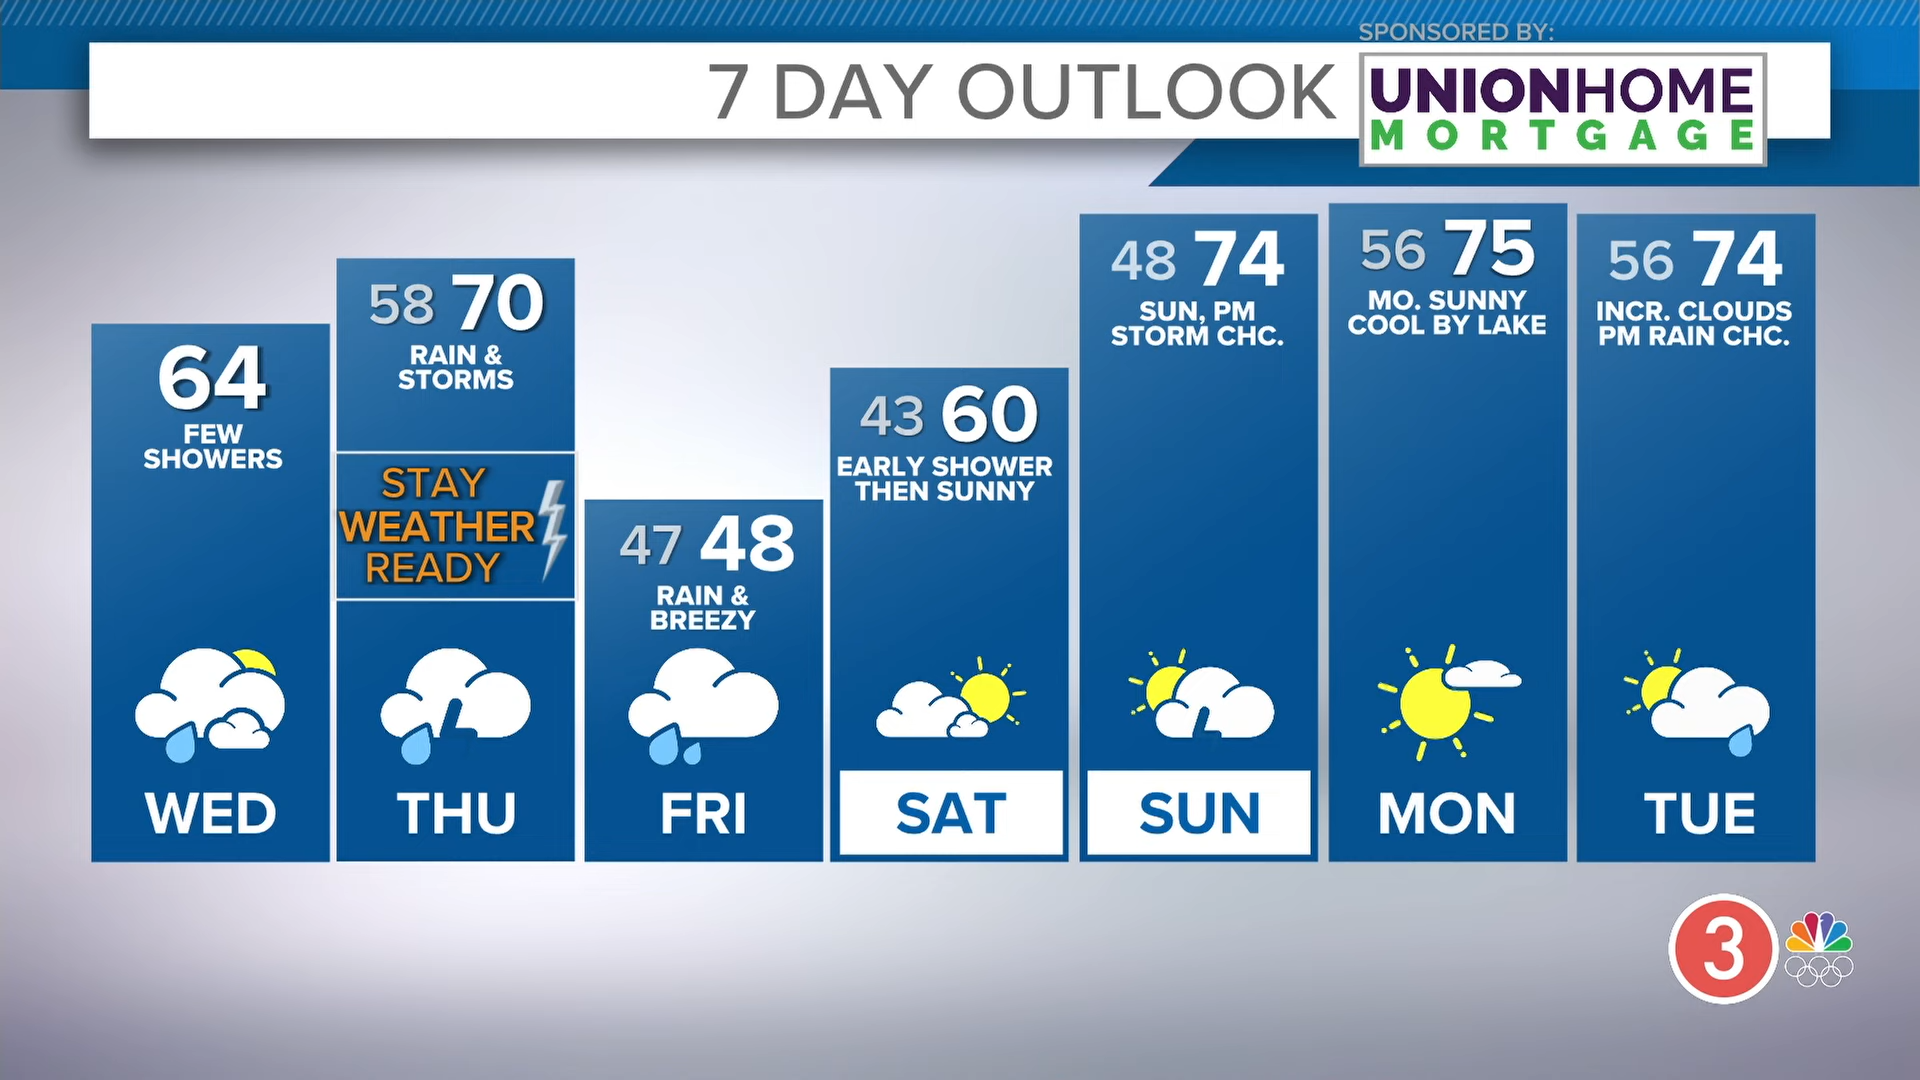 SPONSORED BY:
7 DAY OUTLOOK
UNIONHOME
MORTGAGE
64
FEW
SHOWERS
WED
58 70
RAIN &
STORMS
STAY
WEATHER
READY
THU
47 48
RAIN &
BREEZY
FRI
43 60
EARLY SHOWER
THEN SUNNY
SAT
48 74
SUN, PM
STORM CHC.
SUN
56 75
MO. SUNNY
COOL BY LAKE
MON
56 74
INCR. CLOUDS
PM RAIN CHC.
TUE
3